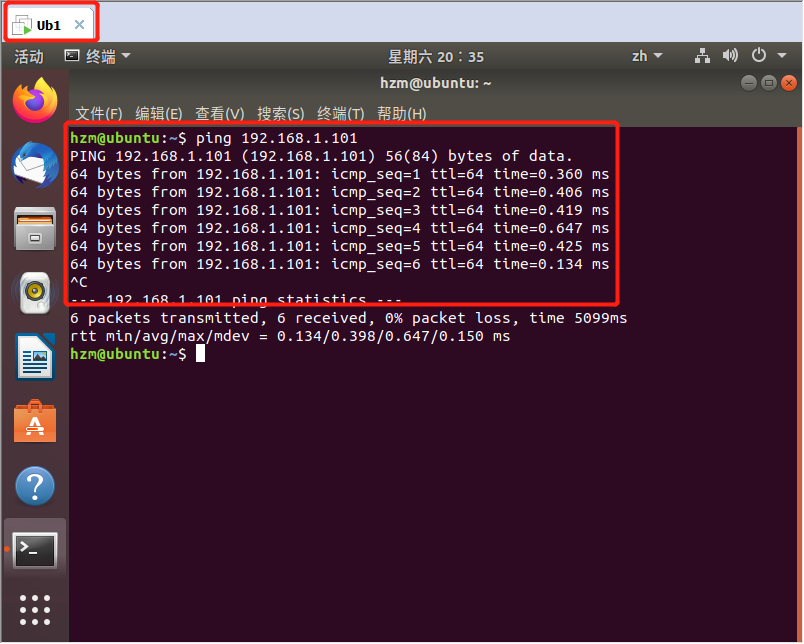 Ub1
活动 终端 星期六 20：35 zh
hzm@ubuntu: ~
文件(F) 编辑(E) 查看(V) 搜索(S) 终端(T) 帮助(H)
hzm@ubuntu:~$ ping 192.168.1.101
PING 192.168.1.101 (192.168.1.101) 56(84) bytes of data.
64 bytes from 192.168.1.101: icmp_seq=1 ttl=64 time=0.360 ms
64 bytes from 192.168.1.101: icmp_seq=2 ttl=64 time=0.406 ms
64 bytes from 192.168.1.101: icmp_seq=3 ttl=64 time=0.419 ms
64 bytes from 192.168.1.101: icmp_seq=4 ttl=64 time=0.647 ms
64 bytes from 192.168.1.101: icmp_seq=5 ttl=64 time=0.425 ms
64 bytes from 192.168.1.101: icmp_seq=6 ttl=64 time=0.134 ms
^C
--- 192.168.1.101 ping statistics ---
6 packets transmitted, 6 received, 0% packet loss, time 5099ms
rtt min/avg/max/mdev = 0.134/0.398/0.647/0.150 ms
hzm@ubuntu:~$